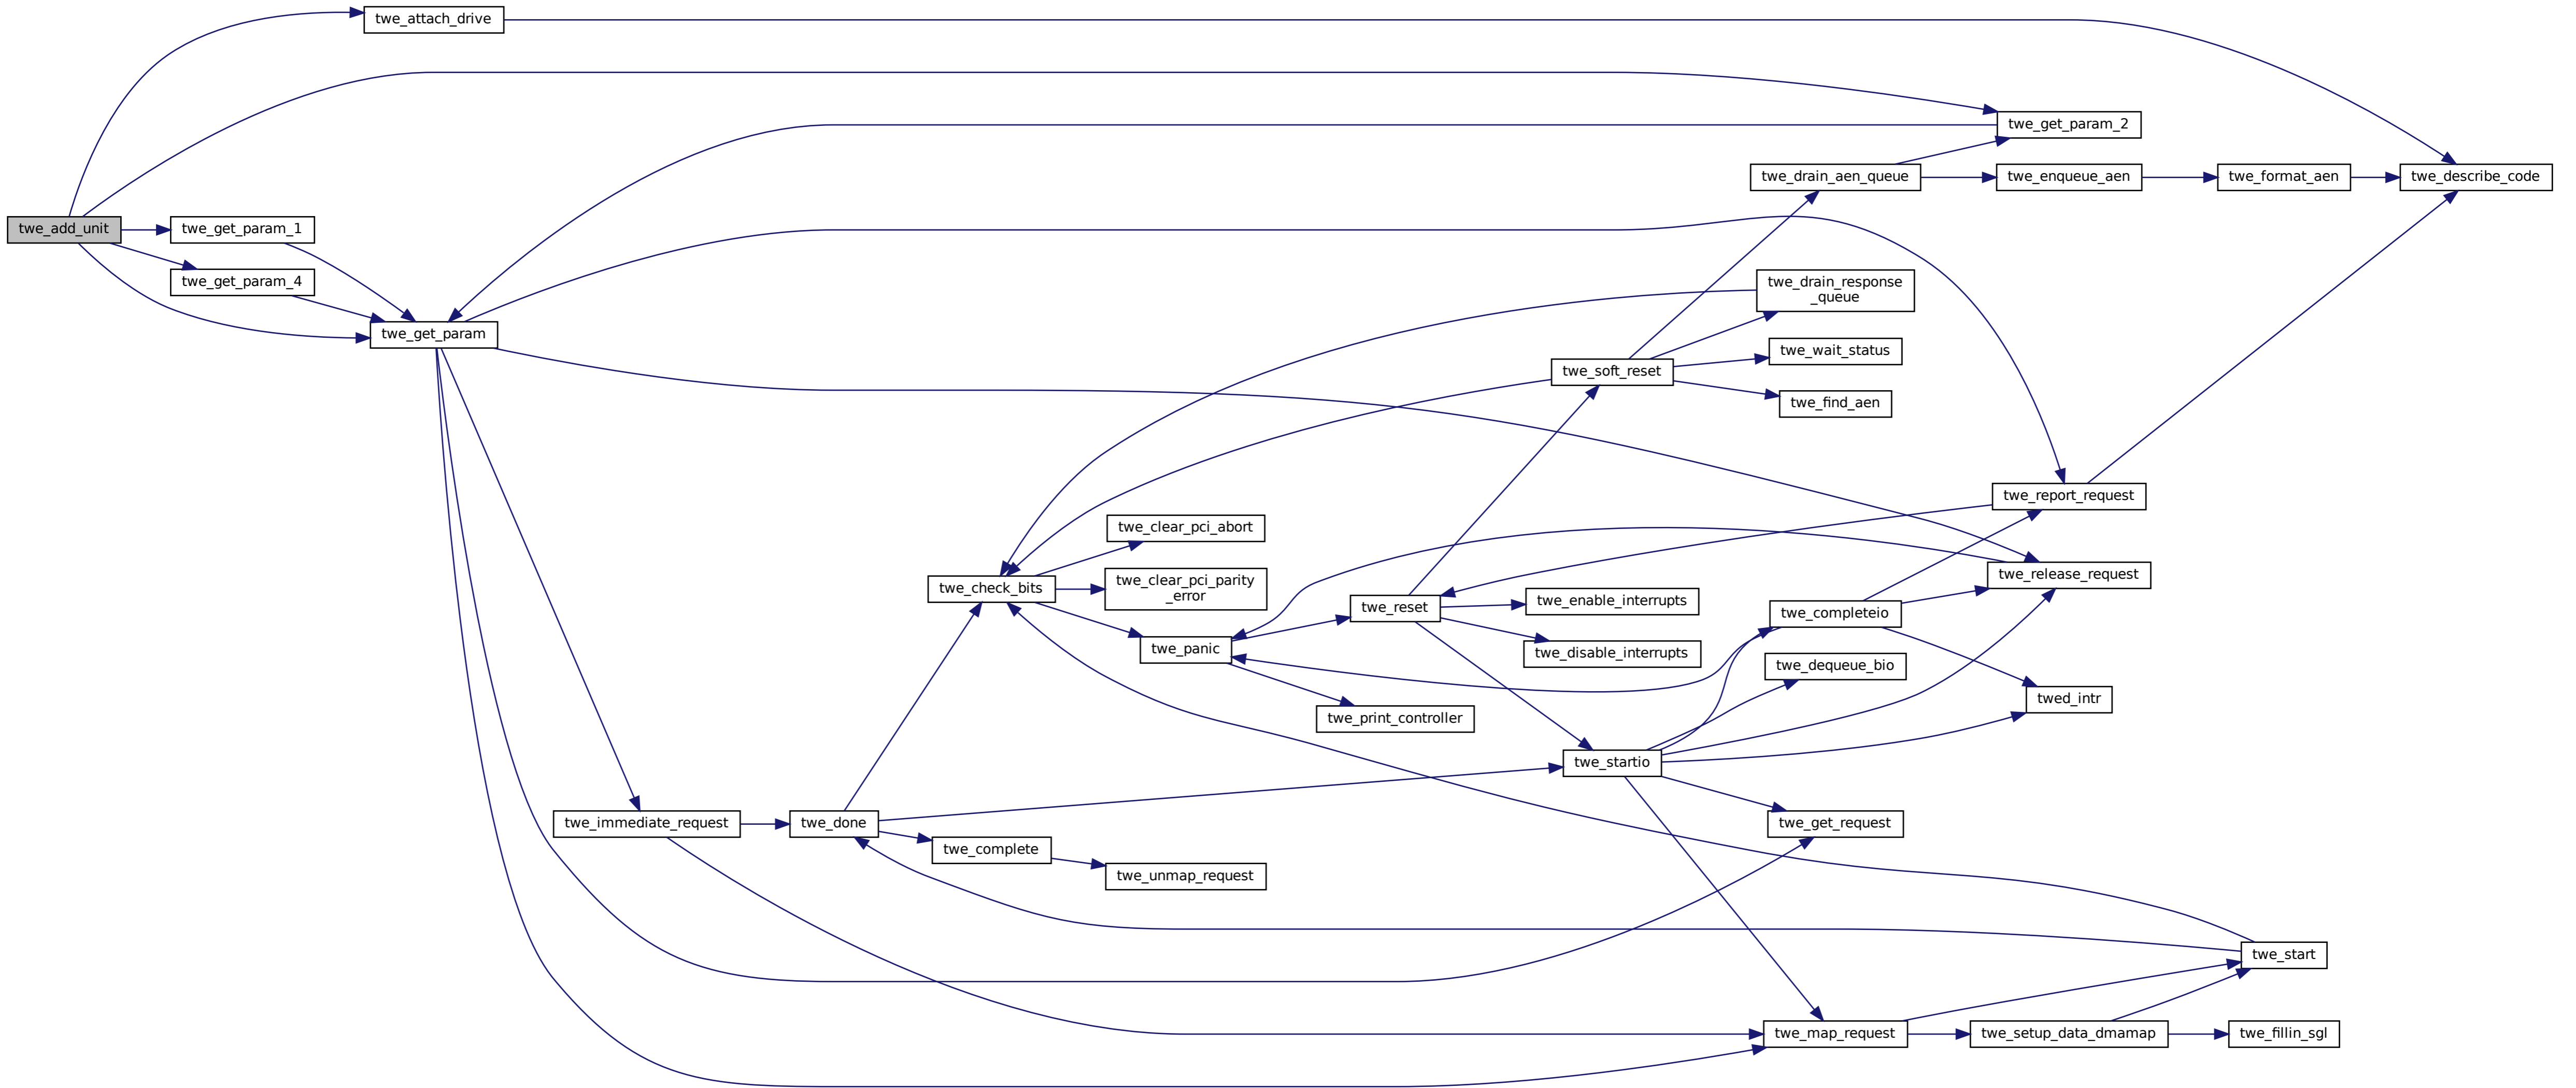 twe_attach_drive
twe_get_param_2
twe_drain_aen_queue
twe_enqueue_aen
twe_format_aen
twe_describe_code
twe_add_unit
twe_get_param_1
twe_get_param_4
twe_drain_response
_queue
twe_get_param
twe_wait_status
twe_soft_reset
twe_find_aen
twe_report_request
twe_clear_pci_abort
twe_release_request
twe_check_bits
twe_clear_pci_parity
_error
twe_enable_interrupts
twe_reset
twe_completeio
twe_panic
twe_disable_interrupts
twe_dequeue_bio
twed_intr
twe_print_controller
twe_startio
twe_immediate_request
twe_done
twe_get_request
twe_complete
twe_unmap_request
twe_start
twe_map_request
twe_setup_data_dmamap
twe_fillin_sgl